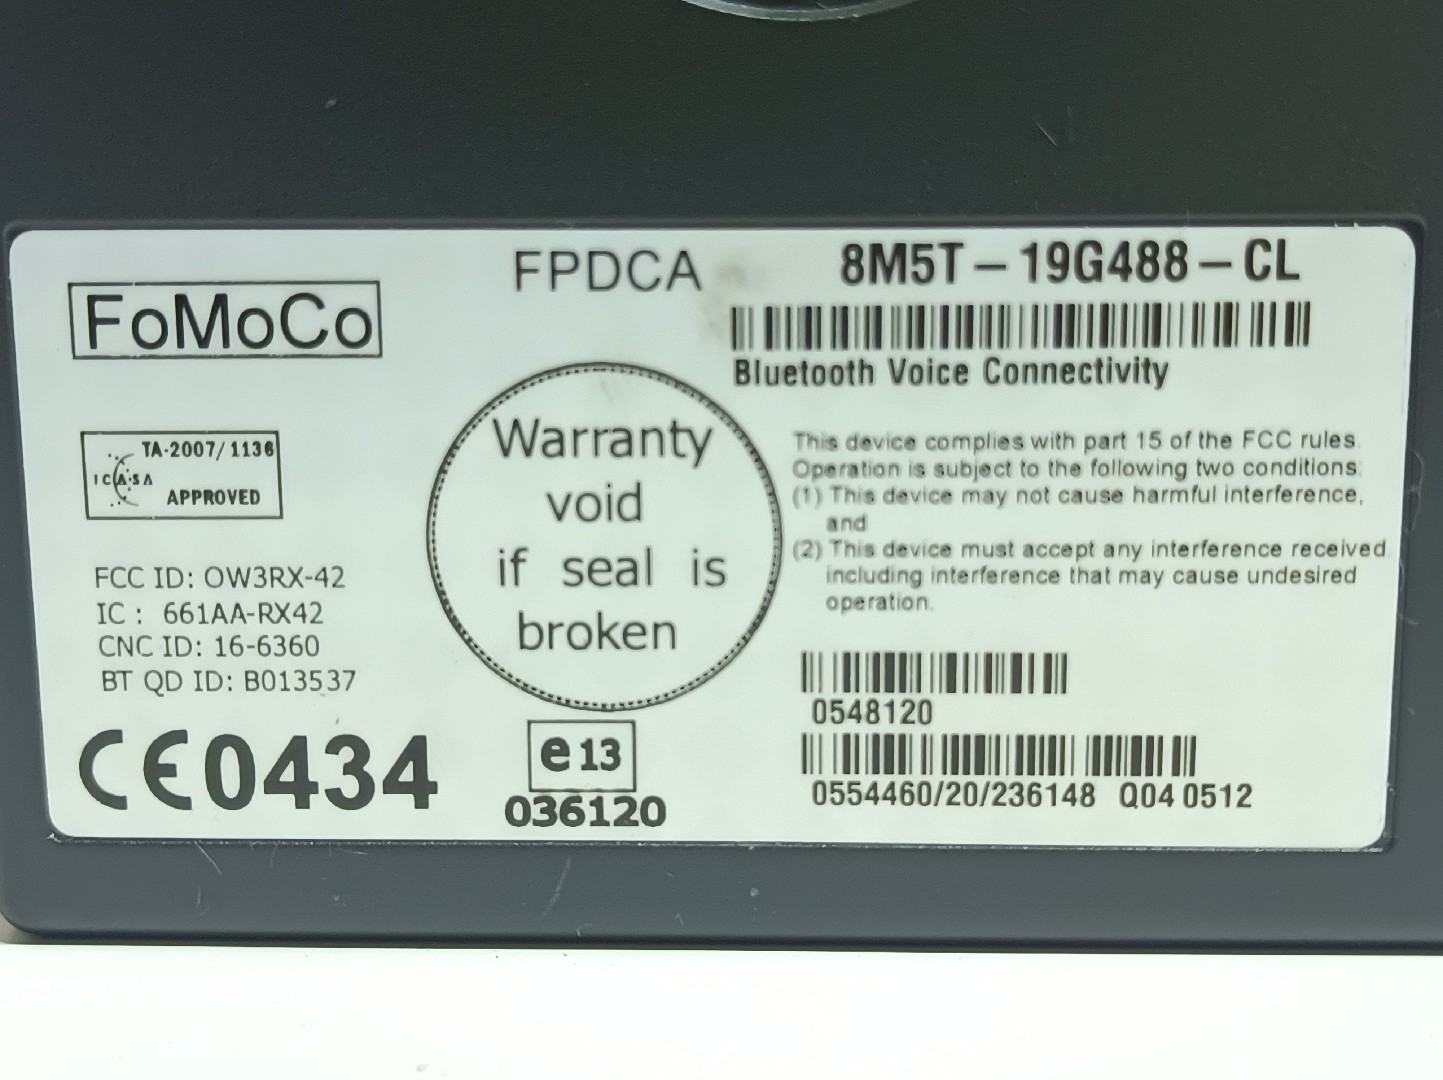 FoMoCo
FPDCA
8M5T-19G488-CL
Bluetooth Voice Connectivity
TA-2007/1136
ICASA
APPROVED
Warranty
void
if seal is
broken
This device complies with part 15 of the FCC rules.
Operation is subject to the following two conditions:
(1) This device may not cause harmful interference,
and
(2) This device must accept any interference received
including interference that may cause undesired
operation.
FCC ID: OW3RX-42
IC : 661AA-RX42
CNC ID: 16-6360
BT QD ID: B013537
CE0434
e13
036120
0548120
0554460/20/236148 Q04 0512